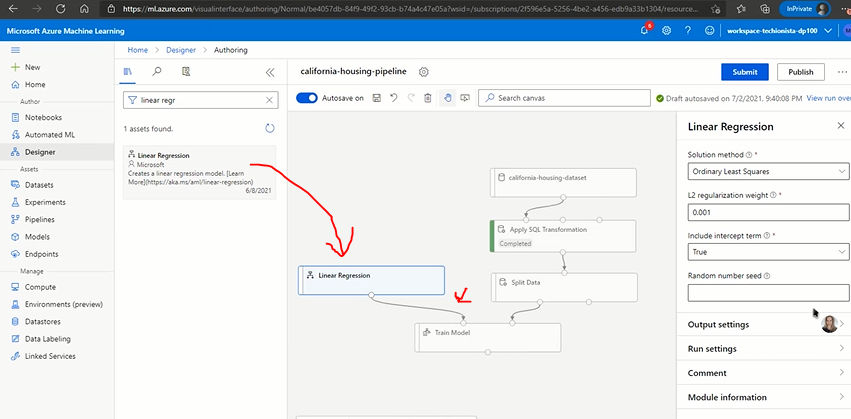 https://ml.azure.com/visualinterface/authoring/Normal/be4057db-84f9-49f2-93cb-b74a4c47e05a?wsid=/subscriptions/2f596e5a-5256-4be2-a456-edb9a33b1304/resource...
InPrivate
Microsoft Azure Machine Learning
workspace-techionista-dp100
Home > Designer > Authoring
New
Home
Author
Notebooks
Automated ML
Designer
Assets
Datasets
Experiments
Pipelines
Models
Endpoints
Manage
Compute
Environments (preview)
Datastores
Data Labeling
Linked Services
linear regr
1 assets found.
Linear Regression
Microsoft
Creates a linear regression model. [Learn
More](https://aka.ms/aml/linear-regression)
6/8/2021
california-housing-pipeline
Submit
Publish
Autosave on
Search canvas
Draft autosaved on 7/2/2021, 9:40:08 PM
View run over
california-housing-dataset
Apply SQL Transformation
Completed
Linear Regression
Split Data
Train Model
Linear Regression
Solution method *
Ordinary Least Squares
L2 regularization weight *
0.001
Include intercept term *
True
Random number seed
Output settings
Run settings
Comment
Module information